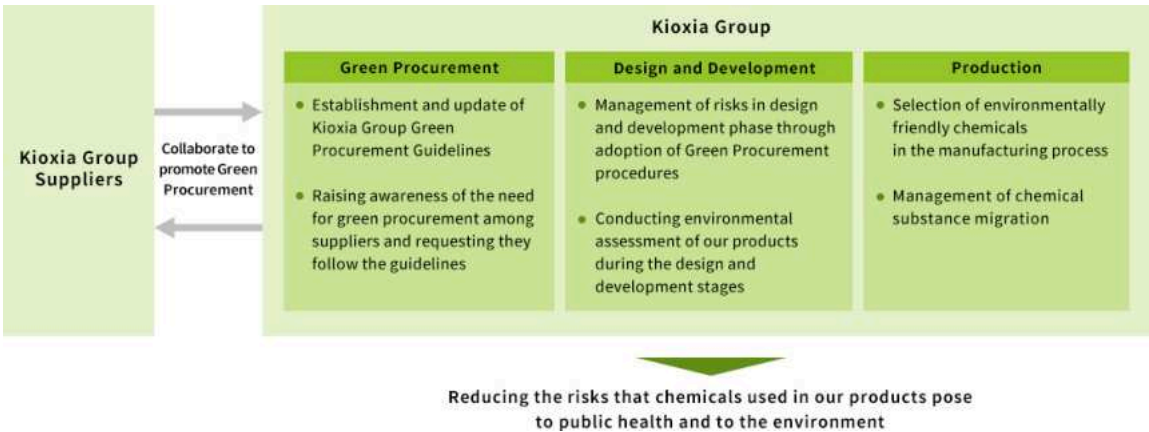 Kioxia Group
Suppliers
Collaborate to
promote Green
Procurement
Kioxia Group
Green Procurement
• Establishment and update of
Kioxia Group Green
Procurement Guidelines
• Raising awareness of the need
for green procurement among
suppliers and requesting they
follow the guidelines
Design and Development
• Management of risks in design
and development phase through
adoption of Green Procurement
procedures
• Conducting environmental
assessment of our products
during the design and
development stages
Production
• Selection of environmentally
friendly chemicals
in the manufacturing process
• Management of chemical
substance migration
Reducing the risks that chemicals used in our products pose
to public health and to the environment